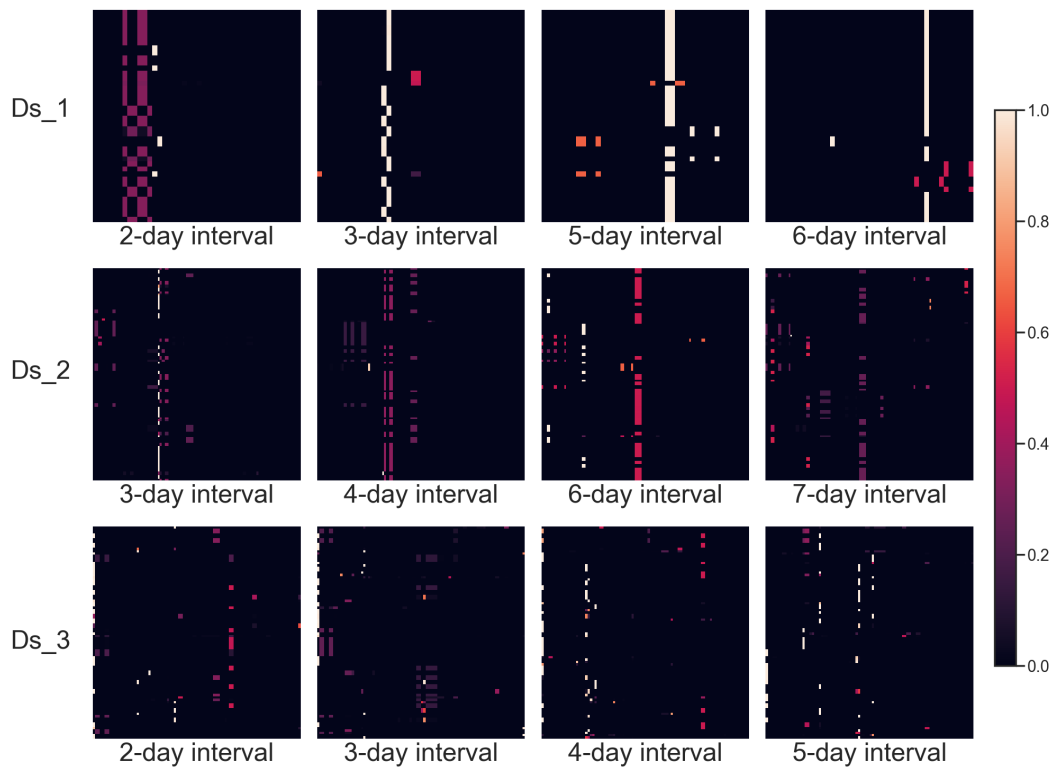 Ds_1
2-day interval
3-day interval
5-day interval
6-day interval
Ds_2
3-day interval
4-day interval
6-day interval
7-day interval
Ds_3
2-day interval
3-day interval
4-day interval
5-day interval
1.0
0.8
0.6
0.4
0.2
0.0